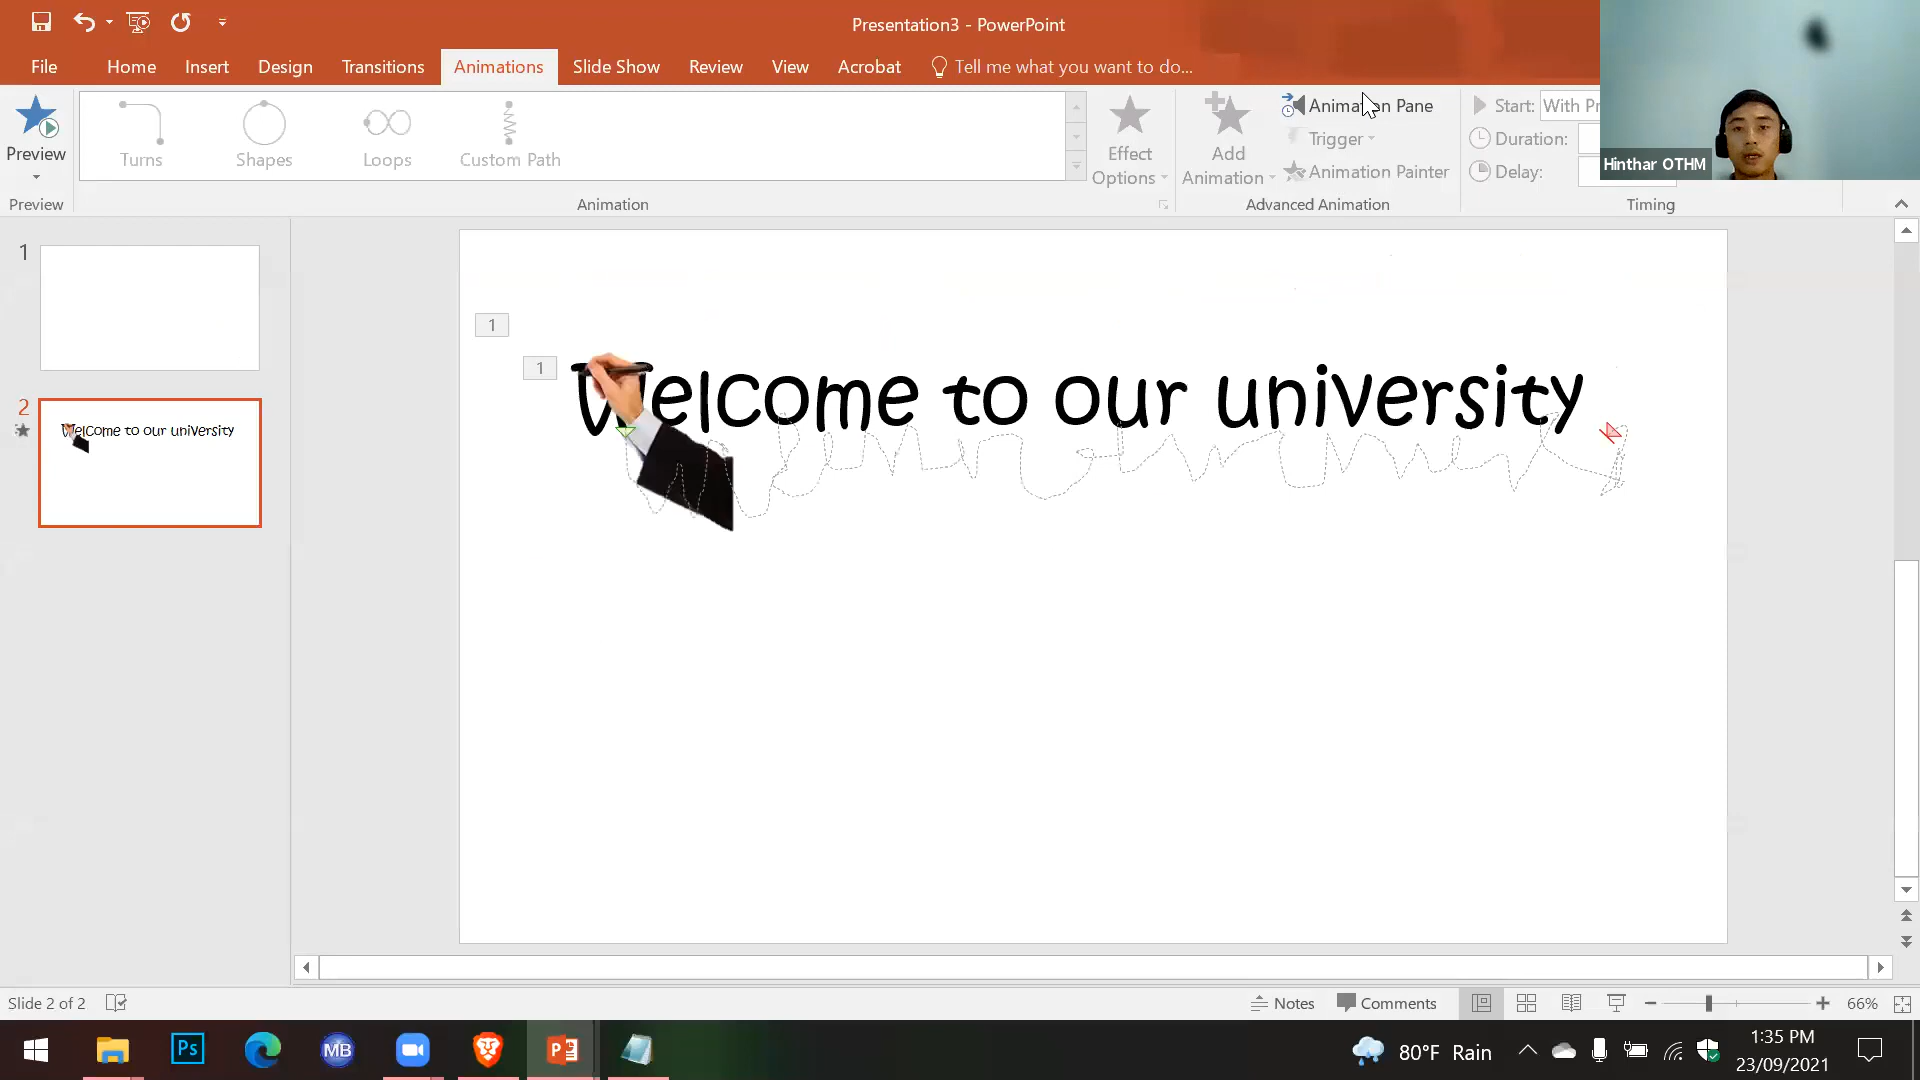 Presentation3 - PowerPoint
File Home Insert Design Transitions Animations Slide Show Review View Acrobat Tell me what you want to do...
Preview
Turns Shapes Loops Custom Path
Effect Options
Add Animation
Animation Pane
Trigger
Animation Painter
Start: With Pr
Duration:
Delay:
Hinthar OTHM
Preview Animation Advanced Animation Timing
1
2
Welcome to our university
1
1
Welcome to our university
Slide 2 of 2 Notes Comments 66%
Ps MB 80°F Rain
1:35 PM
23/09/2021